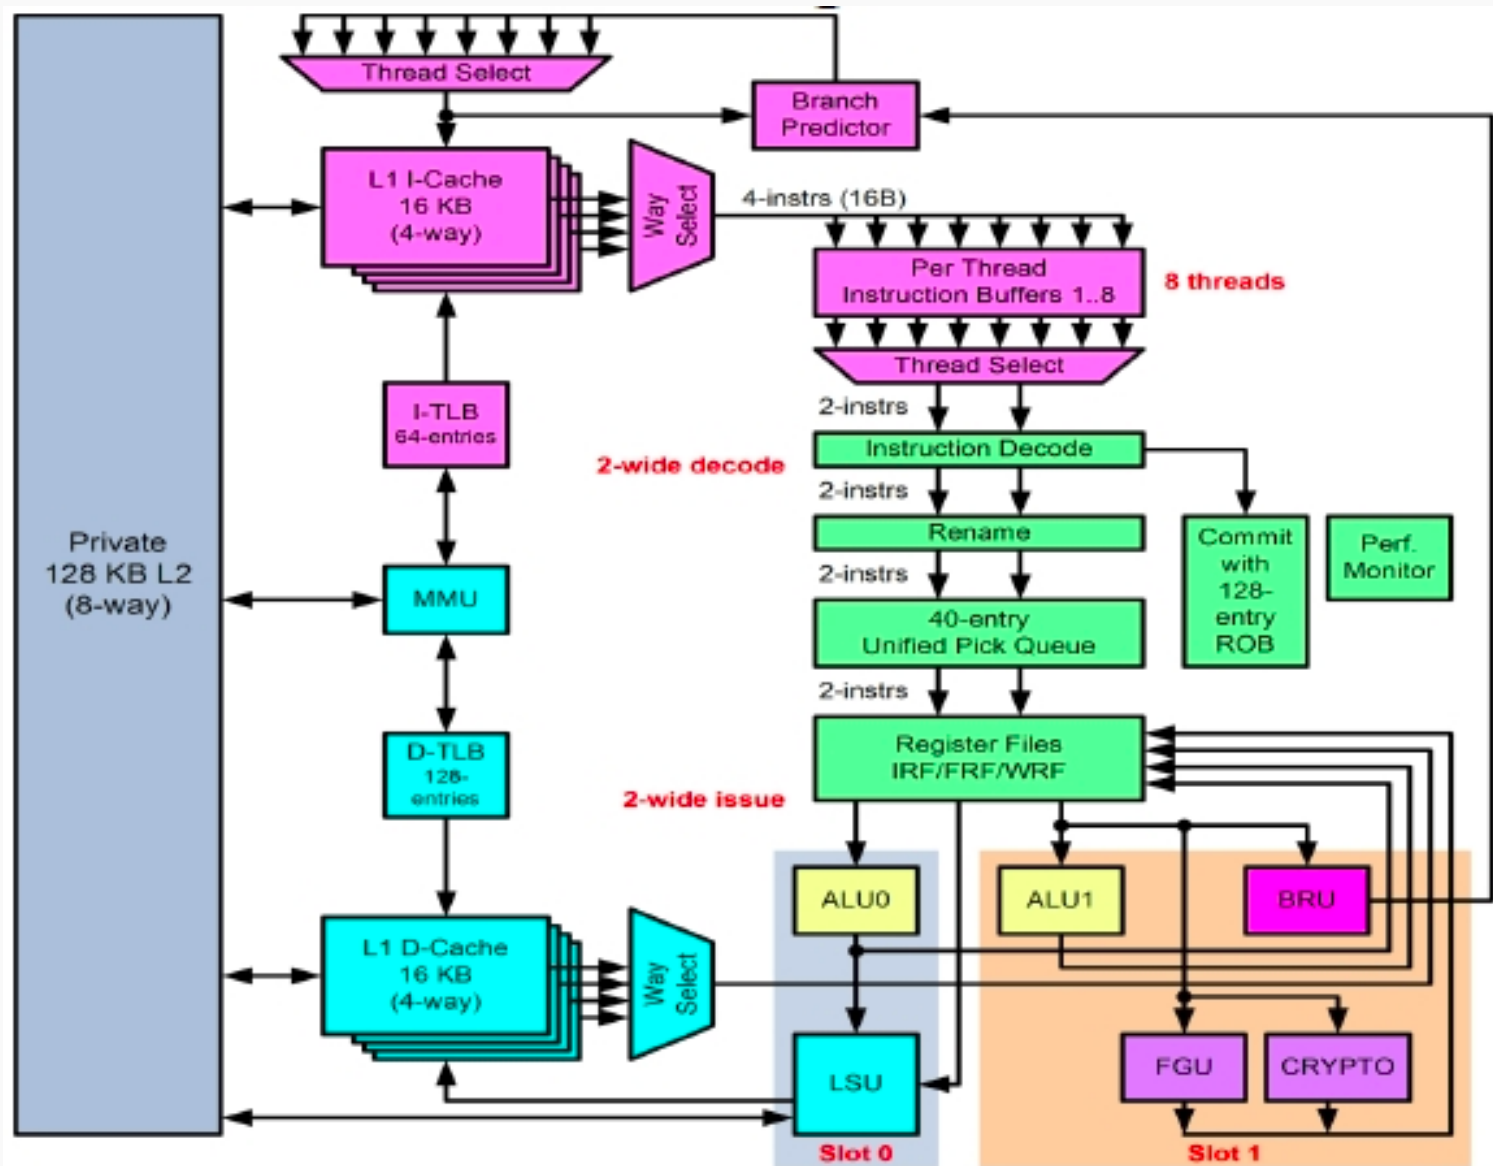 Thread Select
Branch
Predictor
L1 I-Cache
16 KB
(4-way)
Way
Select
4-instrs (16B)
Per Thread
Instruction Buffers 1..8
8 threads
Thread Select
I-TLB
64-entries
2-instrs
Instruction Decode
2-wide decode
2-instrs
Rename
Commit
with
128-
entry
ROB
Perf.
Monitor
Private
128 KB L2
(8-way)
MMU
2-instrs
40-entry
Unified Pick Queue
2-instrs
Register Files
IRF/FRF/WRF
D-TLB
128-
entries
2-wide issue
ALU0
ALU1
BRU
L1 D-Cache
16 KB
(4-way)
Way
Select
LSU
FGU
CRYPTO
Slot 0
Slot 1